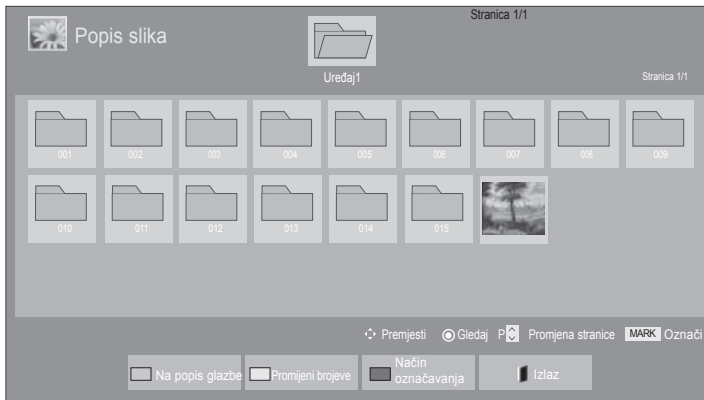 Stranica 1/1
Popis slika
Uređaj1
Stranica 1/1
001 002 003 004 005 006 007 008 009
010 011 012 013 014 015
Premjesti Gledaj P Promjena stranice MARK Označi
Na popis glazbe Promijeni brojeve Način označavanja Izlaz